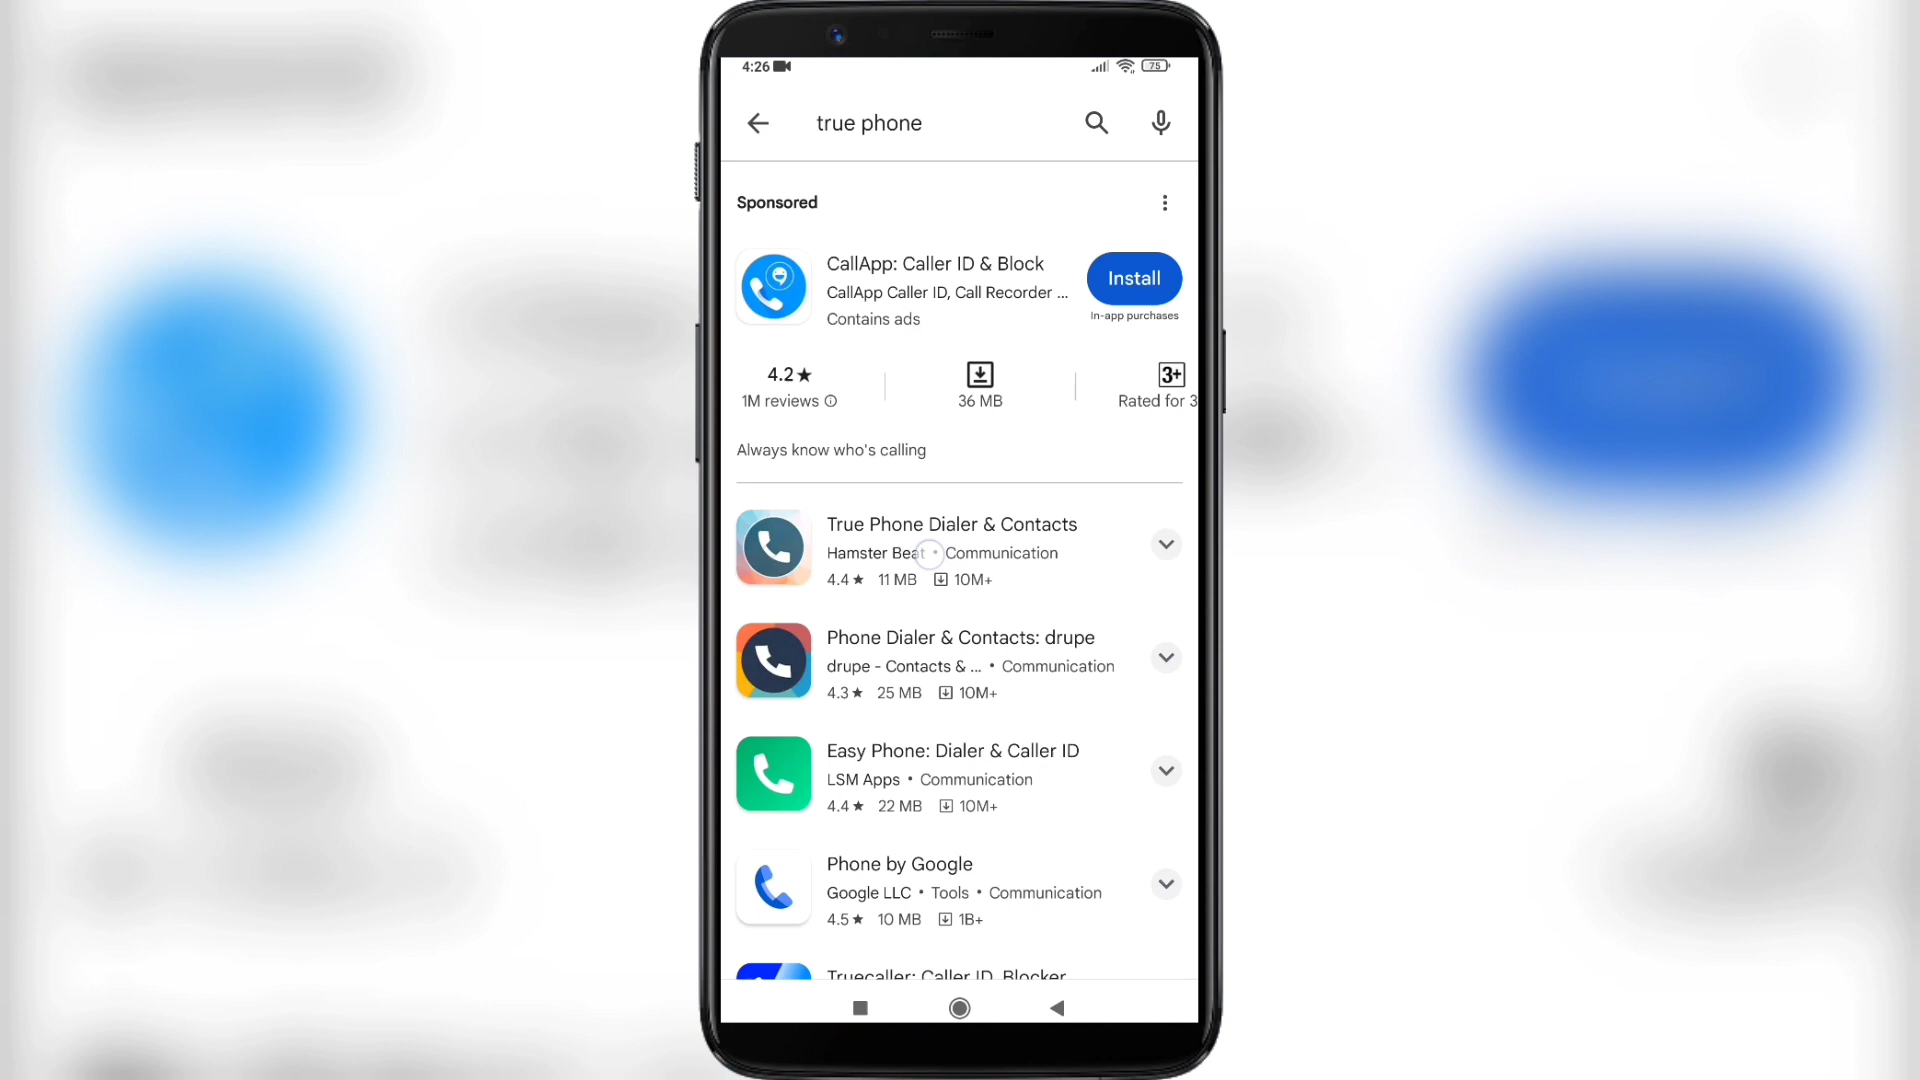 4:26
75
true phone
Sponsored
CallApp: Caller ID & Block
CallApp Caller ID, Call Recorder ...
Contains ads
Install
In-app purchases
4.2★
1M reviews
36 MB
3+
Rated for 3
Always know who's calling
True Phone Dialer & Contacts
Hamster Beat • Communication
4.4★ 11 MB 10M+
Phone Dialer & Contacts: drupe
drupe - Contacts & ... • Communication
4.3★ 25 MB 10M+
Easy Phone: Dialer & Caller ID
LSM Apps • Communication
4.4★ 22 MB 10M+
Phone by Google
Google LLC • Tools • Communication
4.5★ 10 MB 1B+
Truecaller: Caller ID, Blocker